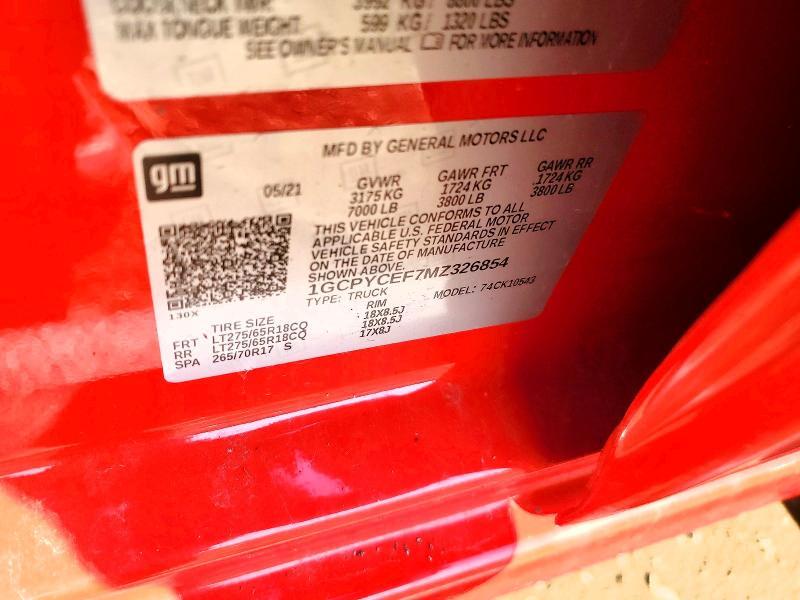 3992 KG / 8800 LBS
MAX TONGUE WEIGHT 599 KG / 1320 LBS
SEE OWNER'S MANUAL FOR MORE INFORMATION
MFD BY GENERAL MOTORS LLC
gm
05/21
GVWR GAWR FRT GAWR RR
3175 KG 1724 KG 1724 KG
7000 LB 3800 LB 3800 LB
THIS VEHICLE CONFORMS TO ALL
APPLICABLE U.S. FEDERAL MOTOR
VEHICLE SAFETY STANDARDS IN EFFECT
ON THE DATE OF MANUFACTURE
SHOWN ABOVE.
1GCPYCEF7MZ326854
TYPE: TRUCK MODEL: 74CK10543
130X
TIRE SIZE RIM
FRT LT275/65R18CQ 18X8.5J
RR LT275/65R18CQ 18X8.5J
SPA 265/70R17 S 17X8J